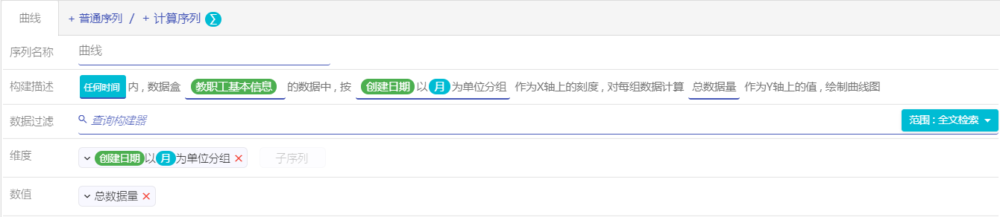 曲线 + 普通序列 / + 计算序列 ∑
序列名称 曲线
构建描述 任何时间 内 , 数据盒 教职工基本信息 的数据中 , 按 创建日期 以 月 为单位分组 作为X轴上的刻度 , 对每组数据计算 总数据量 作为Y轴上的值 , 绘制曲线图
数据过滤 查询构建器 范围 : 全文检索
维度 创建日期 以 月 为单位分组 × 子序列
数值 总数据量 ×